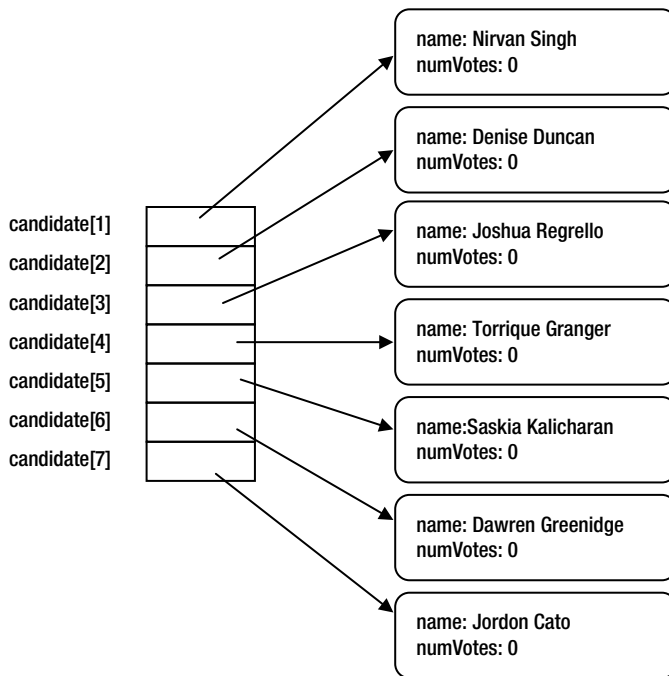 name: Nirvan Singh
numVotes: 0
name: Denise Duncan
numVotes: 0
candidate[1]
candidate[2]
candidate[3]
candidate[4]
candidate[5]
candidate[6]
candidate[7]
name: Joshua Regrello
numVotes: 0
name: Torrique Granger
numVotes: 0
name:Saskia Kalicharan
numVotes: 0
name: Dawren Greenidge
numVotes: 0
name: Jordon Cato
numVotes: 0